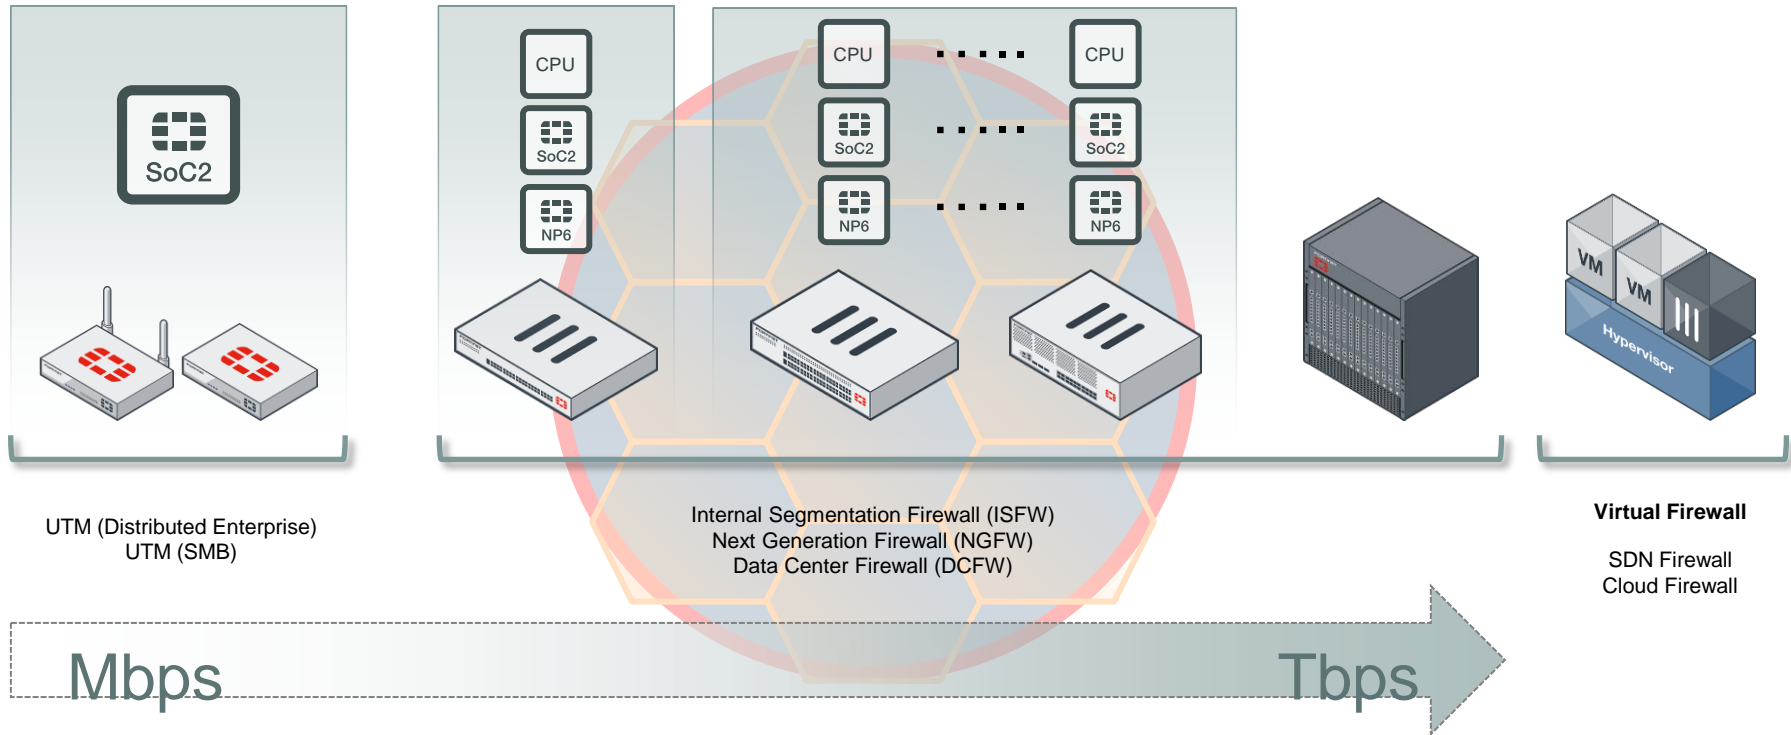 SoC2
CPU
SoC2
NP6
CPU
CPU
SoC2
SoC2
NP6
NP6
VM
VM
Hypervisor
UTM (Distributed Enterprise)
UTM (SMB)
Internal Segmentation Firewall (ISFW)
Next Generation Firewall (NGFW)
Data Center Firewall (DCFW)
Virtual Firewall
SDN Firewall
Cloud Firewall
Mbps
Tbps